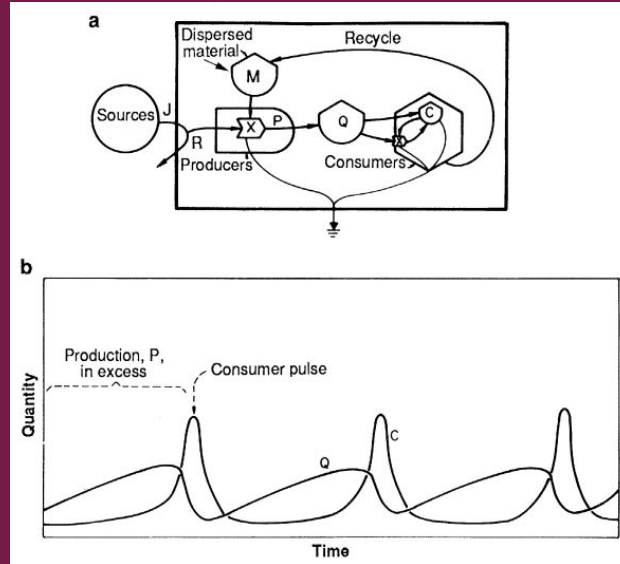 a
Dispersed
material
Recycle
M
Sources
J
X
P
Q
C
R
X
Producers
Consumers
b
Production, P,
in excess
Consumer pulse
Quantity
Q
C
Time